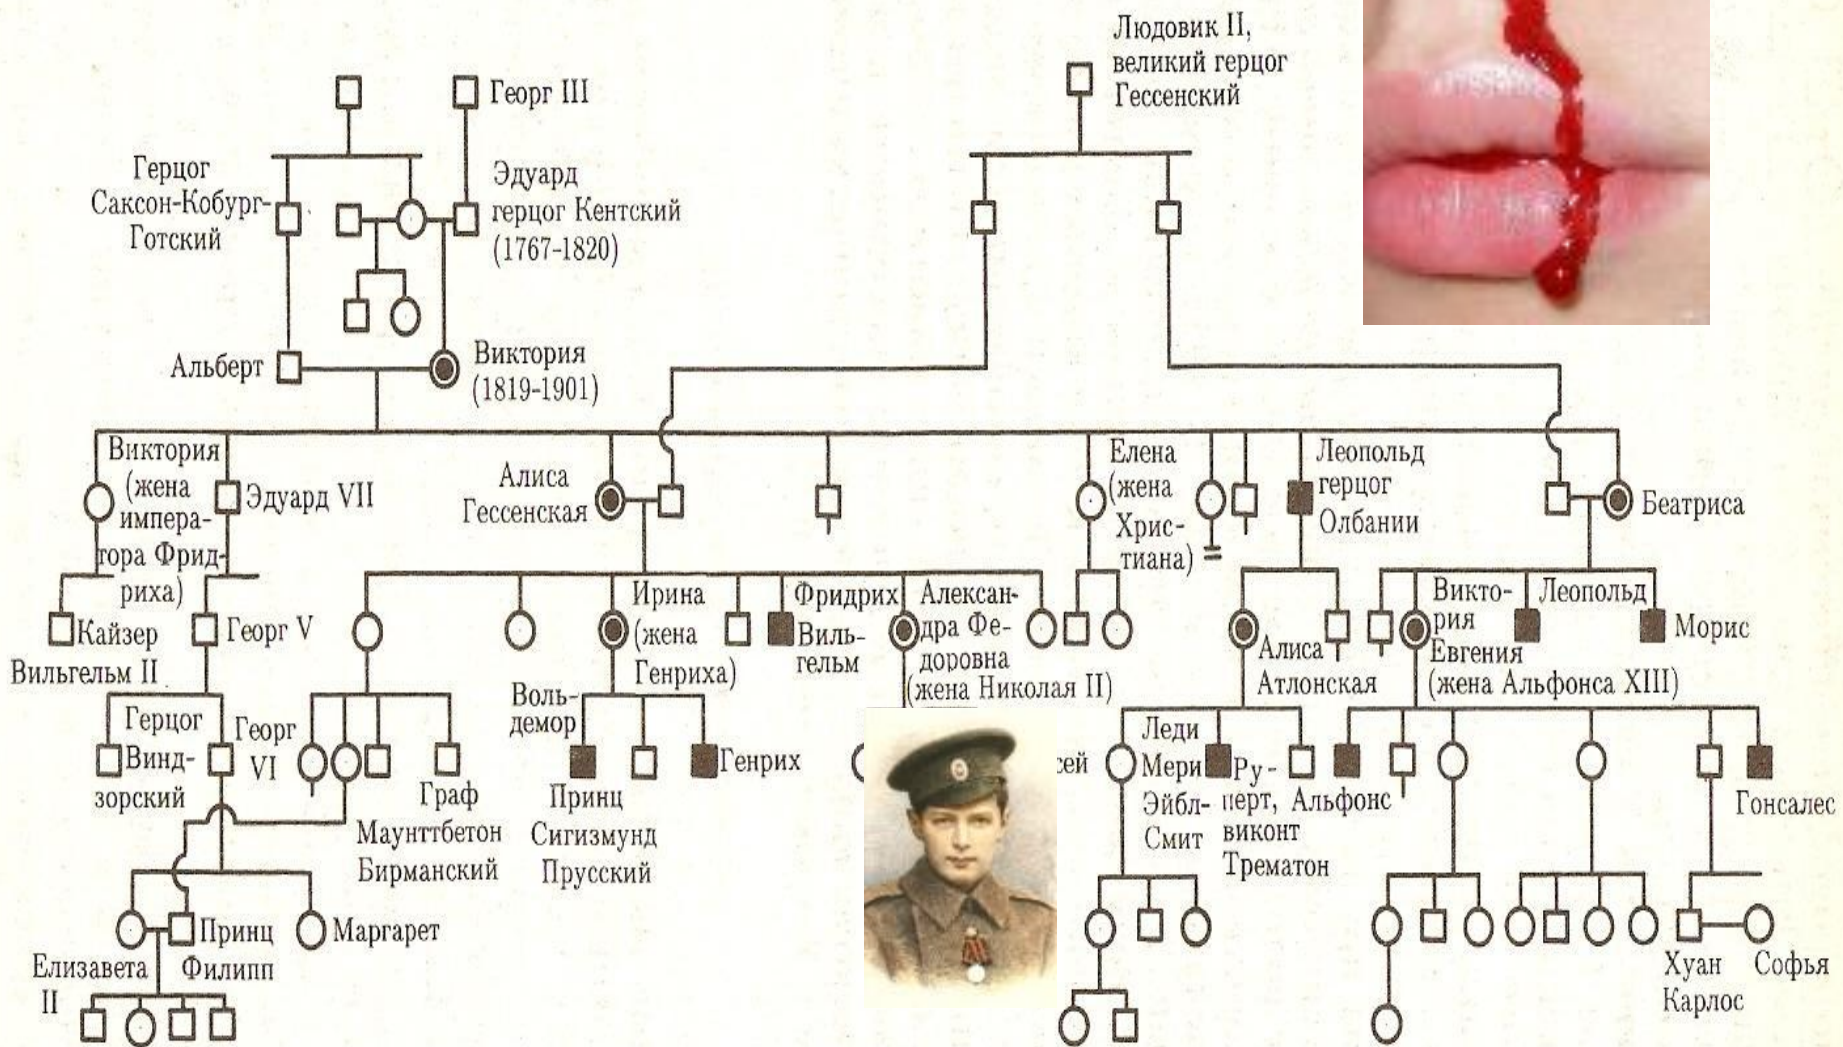 Людовик II,
великий герцог
Гессенский
Георг III
Герцог
Саксон-Кобург-
Готский
Эдуард
герцог Кентский
(1767-1820)
Альберт
Виктория
(1819-1901)
Виктория
(жена
импера-
тора Фрид-
риха)
Эдуард VII
Алиса
Гессенская
Елена
(жена
Хрис-
тиана)
Леопольд
герцог
Олбании
Беатриса
Кайзер
Вильгельм II
Георг V
Ирина
(жена
Генриха)
Фридрих
Виль-
гельм
Алексан-
дра Фе-
доровна
(жена Николая II)
Алиса
Атлонская
Викто-
рия
Евгения
(жена Альфонса XIII)
Леопольд
Морис
Герцог
Винд-
зорский
Георг
VI
Граф
Маунттбетон
Бирманский
Воль-
демор
Принц
Сигизмунд
Прусский
Генрих
сей
Леди
Мери
Эйбл-
Смит
Ру-
перт,
виконт
Трематон
Альфонс
Гонсалес
Елизавета
II
Принц
Филипп
Маргарет
Хуан
Карлос
Софья